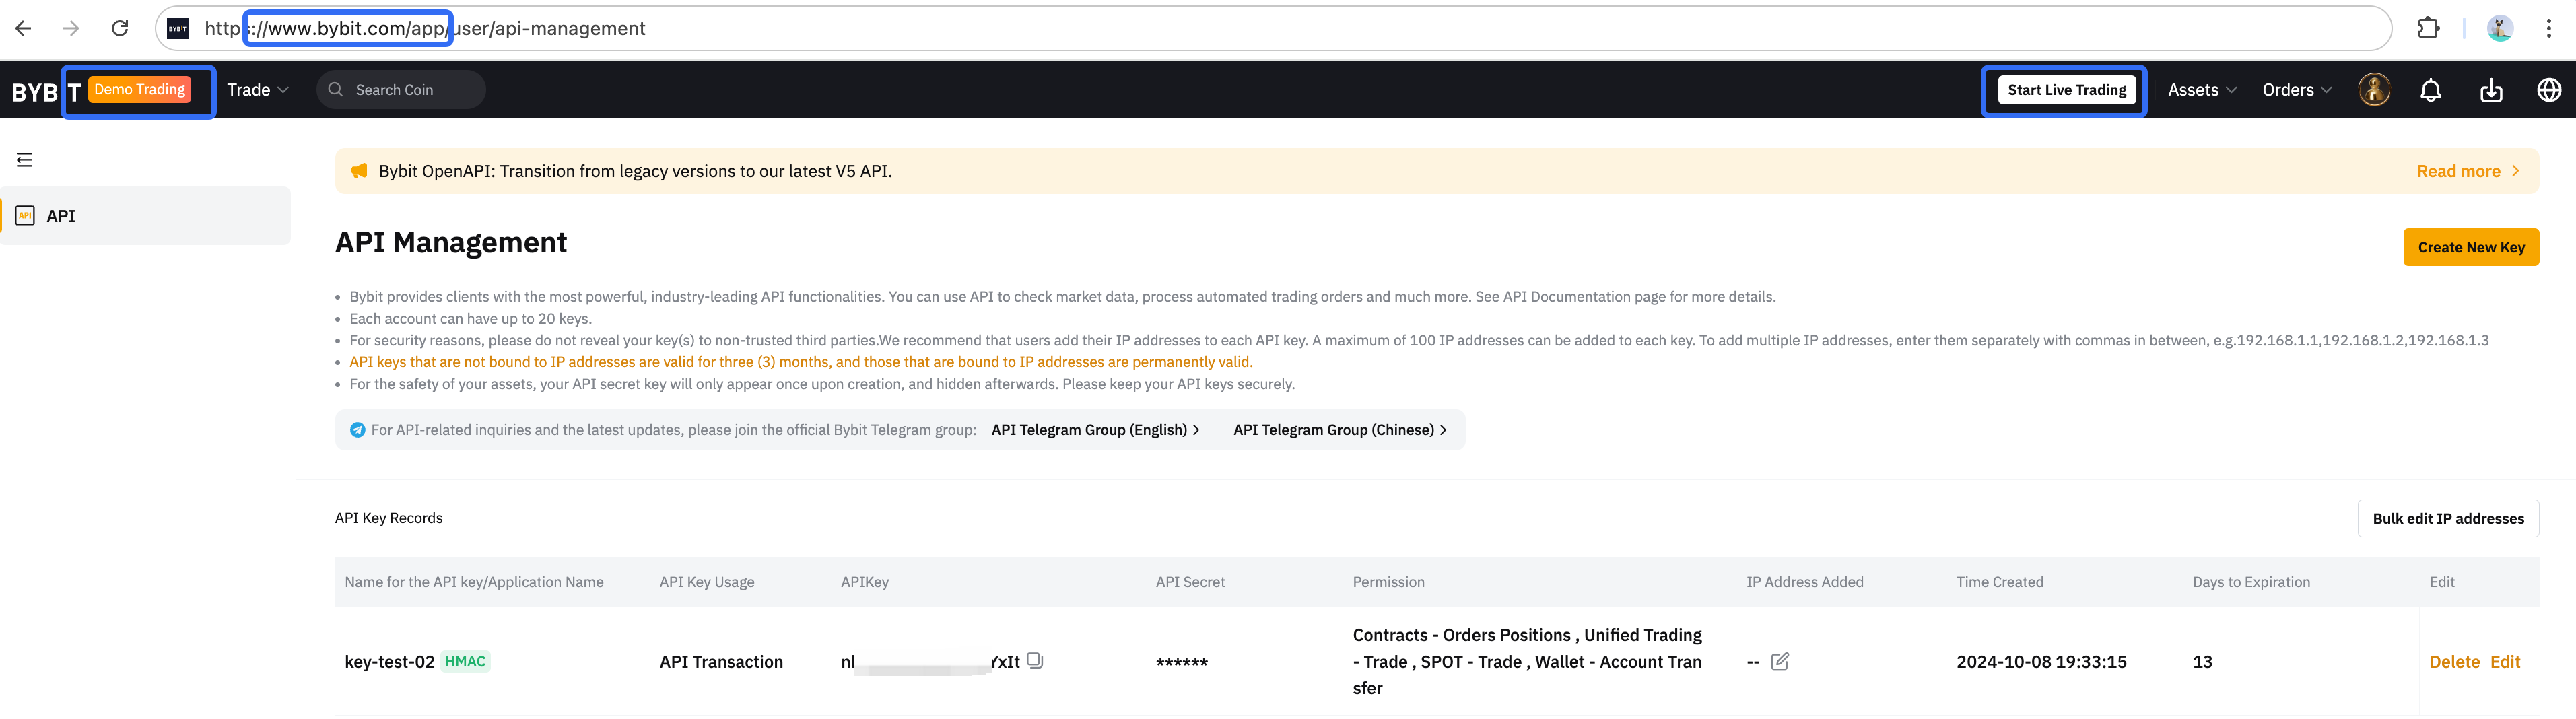 https://www.bybit.com/app/user/api-management
BYBIT Demo Trading Trade Search Coin Start Live Trading Assets Orders
Bybit OpenAPI: Transition from legacy versions to our latest V5 API. Read more
API
API Management
Create New Key
Bybit provides clients with the most powerful, industry-leading API functionalities. You can use API to check market data, process automated trading orders and much more. See API Documentation page for more details.
Each account can have up to 20 keys.
For security reasons, please do not reveal your key(s) to non-trusted third parties.We recommend that users add their IP addresses to each API key. A maximum of 100 IP addresses can be added to each key. To add multiple IP addresses, enter them separately with commas in between, e.g.192.168.1.1,192.168.1.2,192.168.1.3
API keys that are not bound to IP addresses are valid for three (3) months, and those that are bound to IP addresses are permanently valid.
For the safety of your assets, your API secret key will only appear once upon creation, and hidden afterwards. Please keep your API keys securely.
For API-related inquiries and the latest updates, please join the official Bybit Telegram group: API Telegram Group (English) API Telegram Group (Chinese)
API Key Records
Bulk edit IP addresses
Name for the API key/Application Name API Key Usage APIKey API Secret Permission IP Address Added Time Created Days to Expiration Edit
key-test-02 HMAC API Transaction YxIt ****** Contracts - Orders Positions , Unified Trading
- Trade , SPOT - Trade , Wallet - Account Tran
sfer
-- 2024-10-08 19:33:15 13 Delete Edit